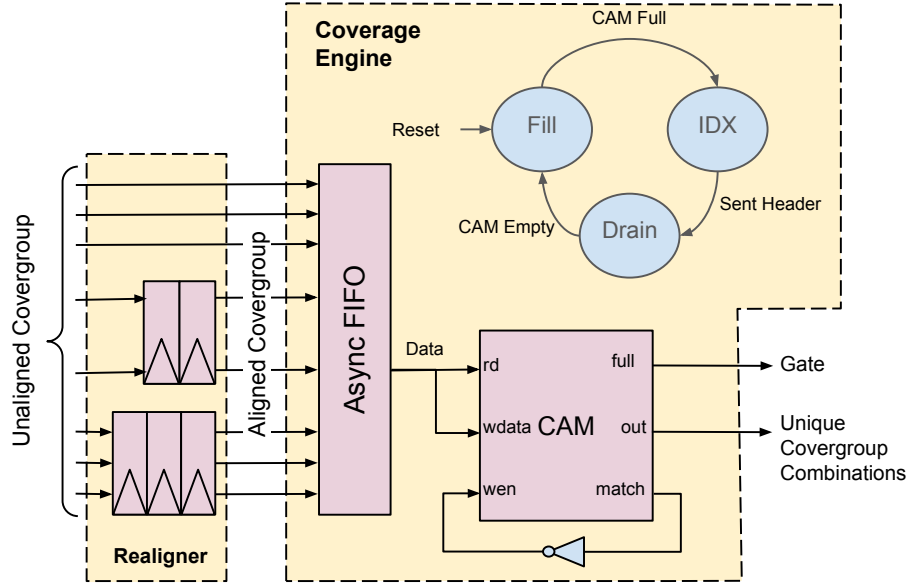 Coverage
Engine
CAM Full
Reset
Fill
IDX
Sent Header
CAM Empty
Drain
Unaligned Covergroup
Aligned Covergroup
Async FIFO
Data
rd
full
wdata
CAM
out
wen
match
Gate
Unique
Covergroup
Combinations
Realigner